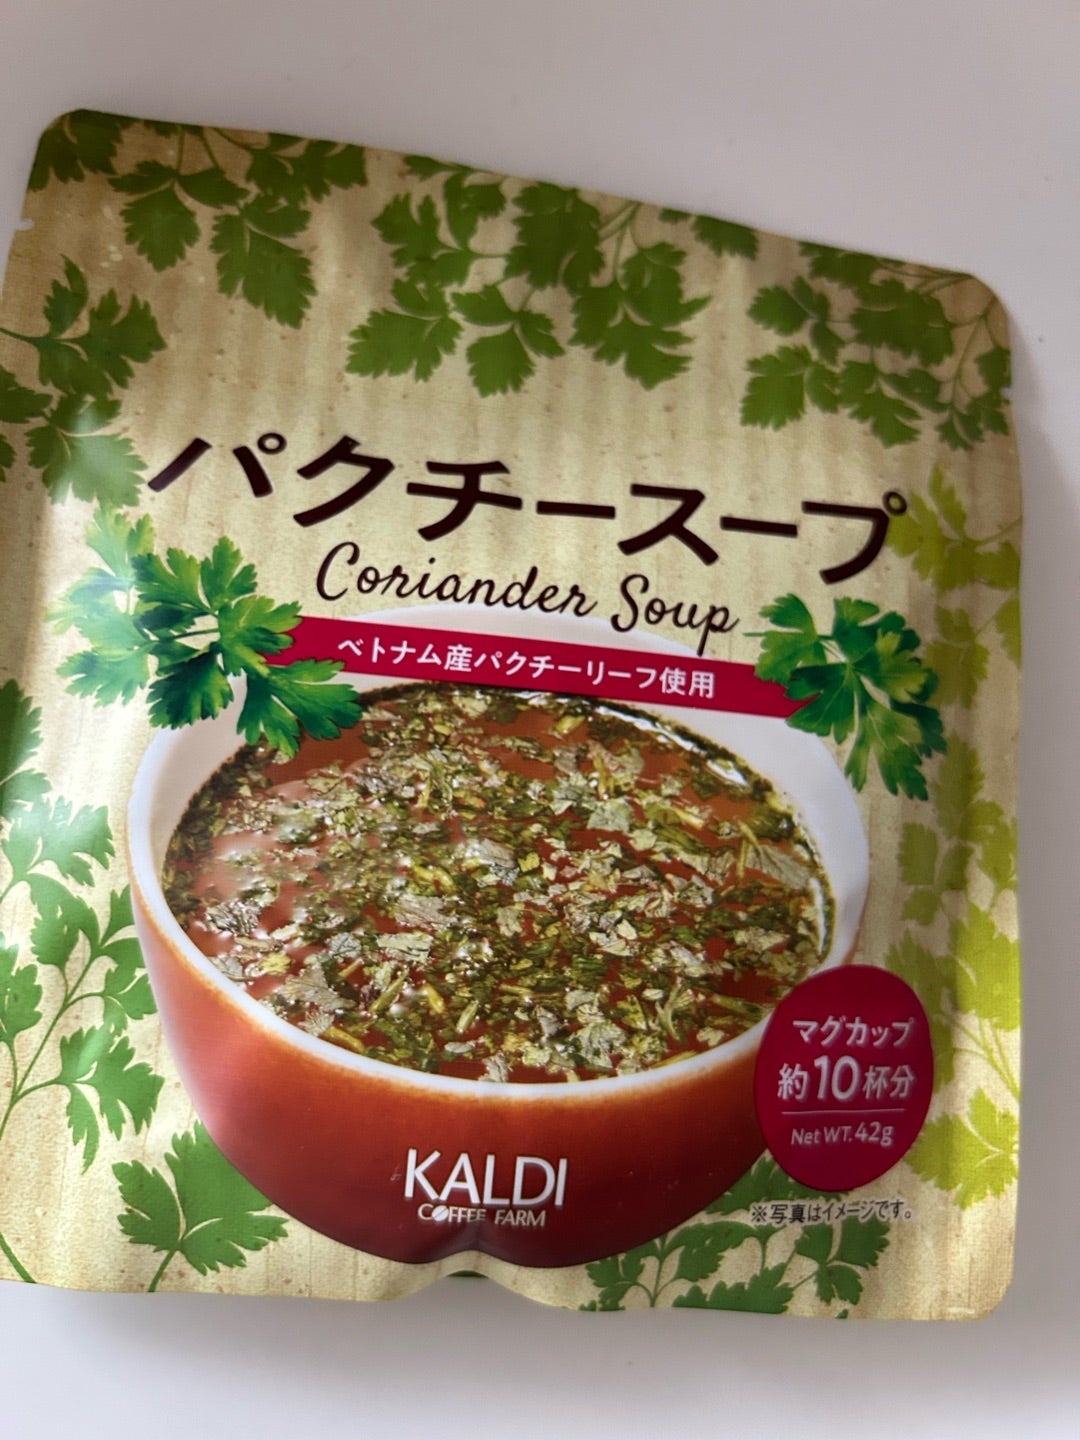 パクチースープ
Coriander Soup
ベトナム産パクチーリーフ使用
マグカップ
約10杯分
Net WT. 42g
KALDI
COFFEE FARM
※写真はイメージです。